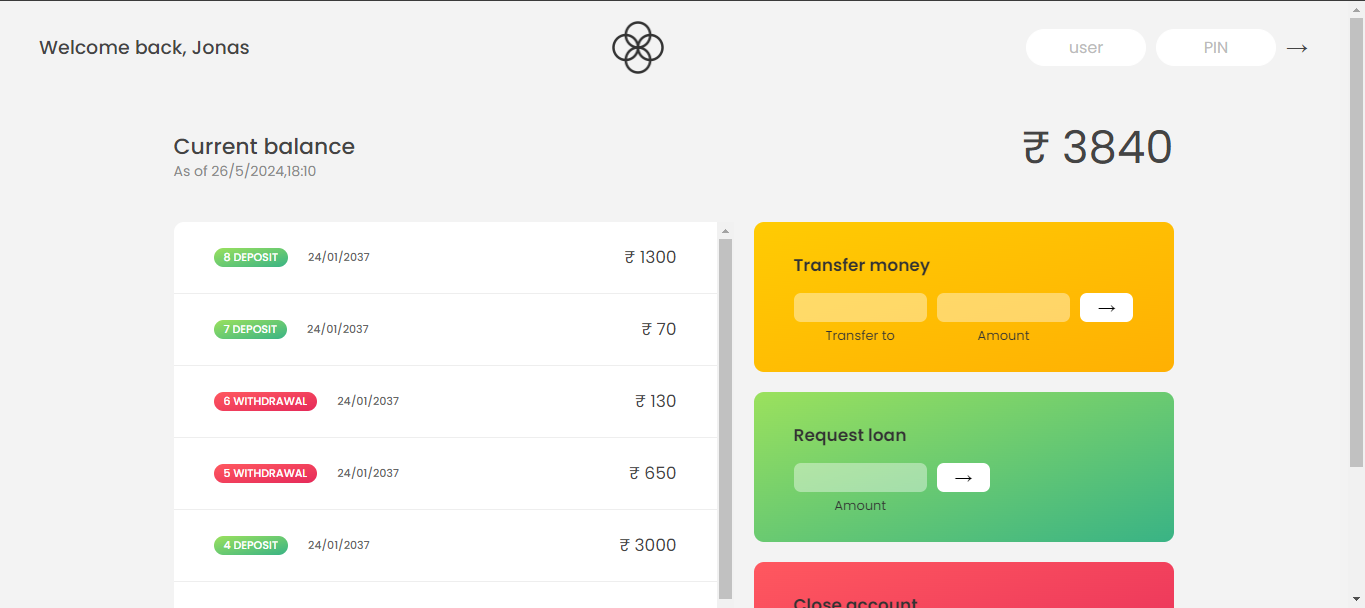 Welcome back, Jonas
user
PIN
→
Current balance
As of 26/5/2024,18:10
₹ 3840
8 DEPOSIT 24/01/2037 ₹ 1300
7 DEPOSIT 24/01/2037 ₹ 70
6 WITHDRAWAL 24/01/2037 ₹ 130
5 WITHDRAWAL 24/01/2037 ₹ 650
4 DEPOSIT 24/01/2037 ₹ 3000
Transfer money
→
Transfer to Amount
Request loan
→
Amount
Close account